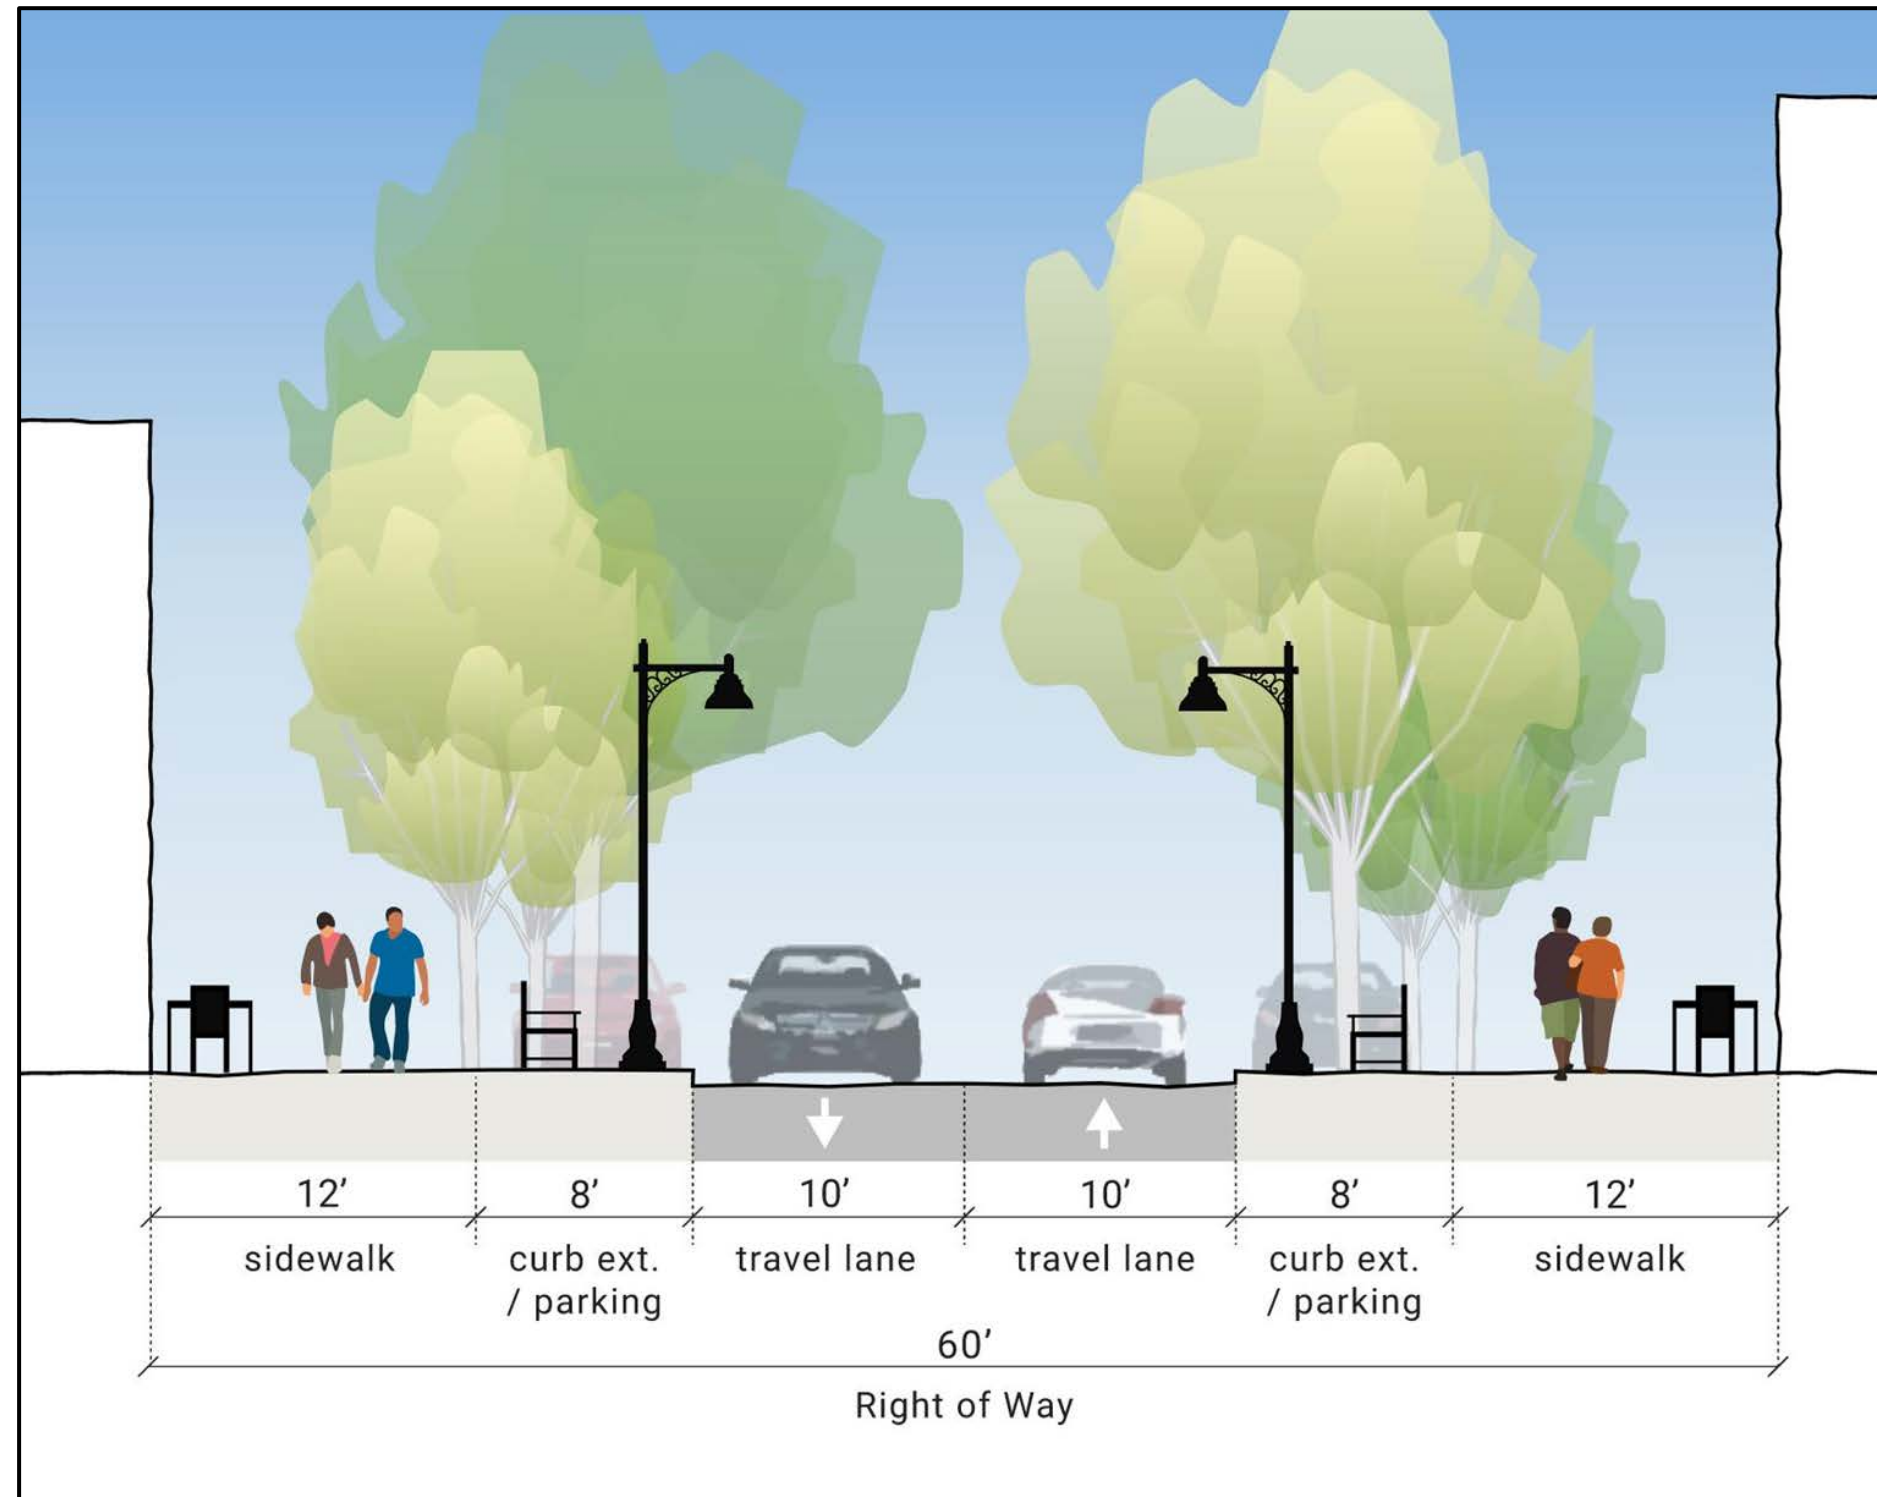 12’ 8’ 10’ 10’ 8’ 12’
sidewalk curb ext. travel lane travel lane curb ext. sidewalk
/ parking / parking
60’
Right of Way